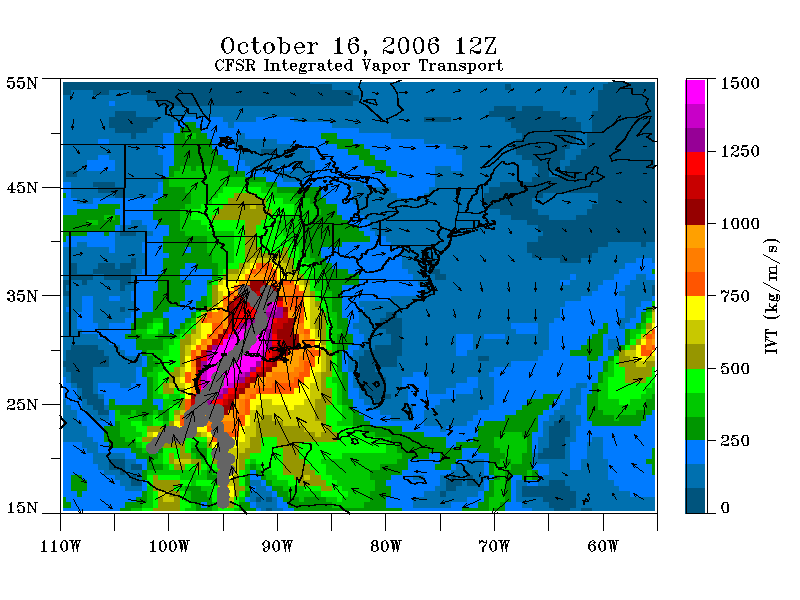 October 16, 2006 12Z
CFSR Integrated Vapor Transport
55N
45N
35N
25N
15N
110W 100W 90W 80W 70W 60W
1500
1250
1000
750
500
250
0
IVT (kg/m/s)